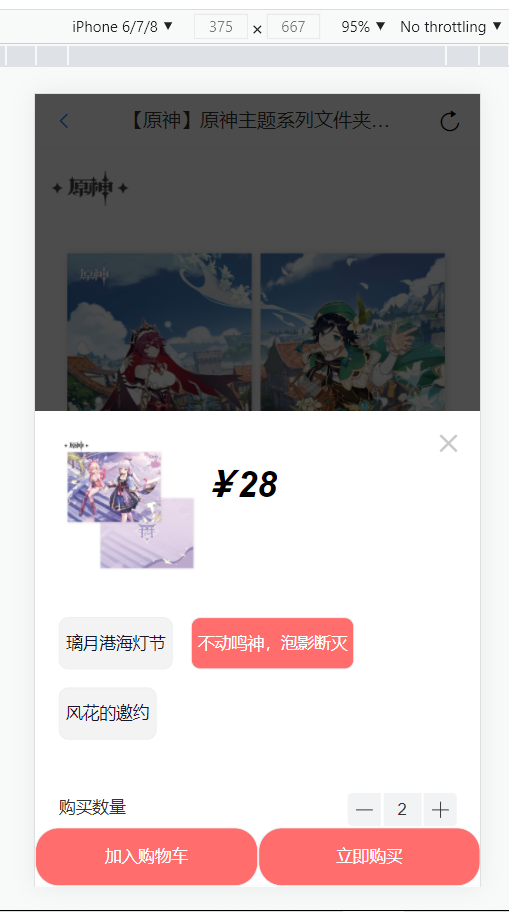 iPhone 6/7/8 ▼ 375 × 667 95% ▼ No throttling ▼
【原神】原神主题系列文件夹...
原神
原神
原神
￥28
璃月港海灯节 不动鸣神，泡影断灭
风花的邀约
购买数量 2
加入购物车 立即购买